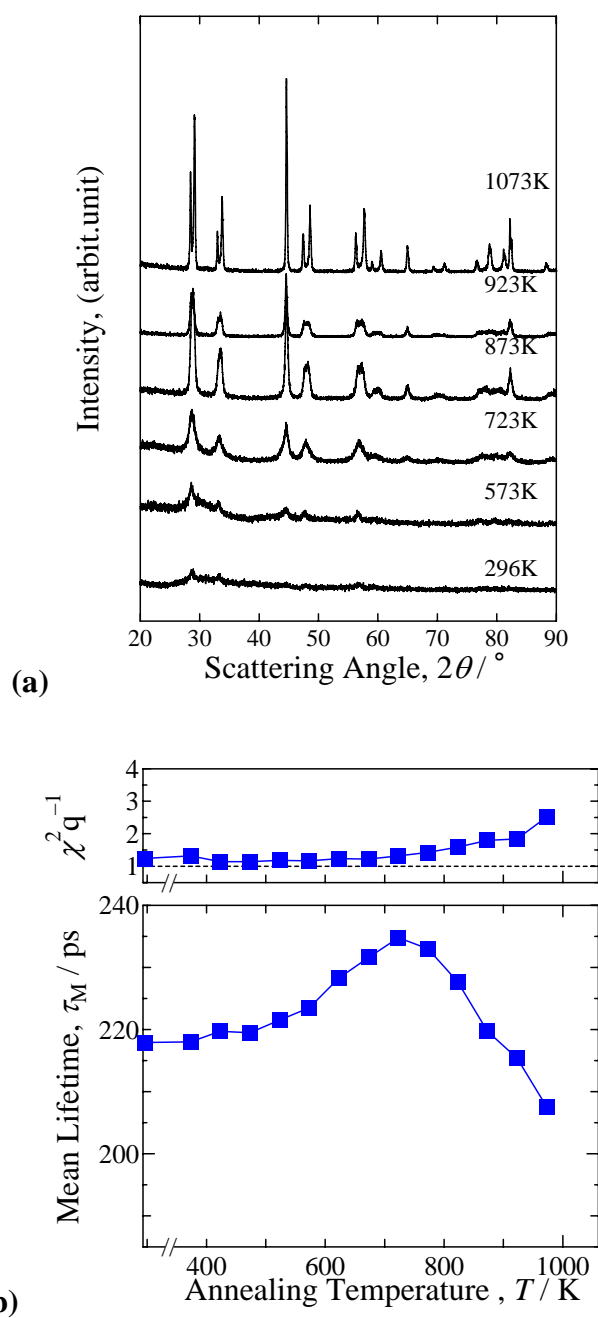 Intensity, (arbit.unit)
1073K
923K
873K
723K
573K
296K
20 30 40 50 60 70 80 90
Scattering Angle, 2θ / °
(a)
χ² q⁻¹
4
3
2
1
Mean Lifetime, τM / ps
240
220
200
400 600 800 1000
Annealing Temperature , T / K
)